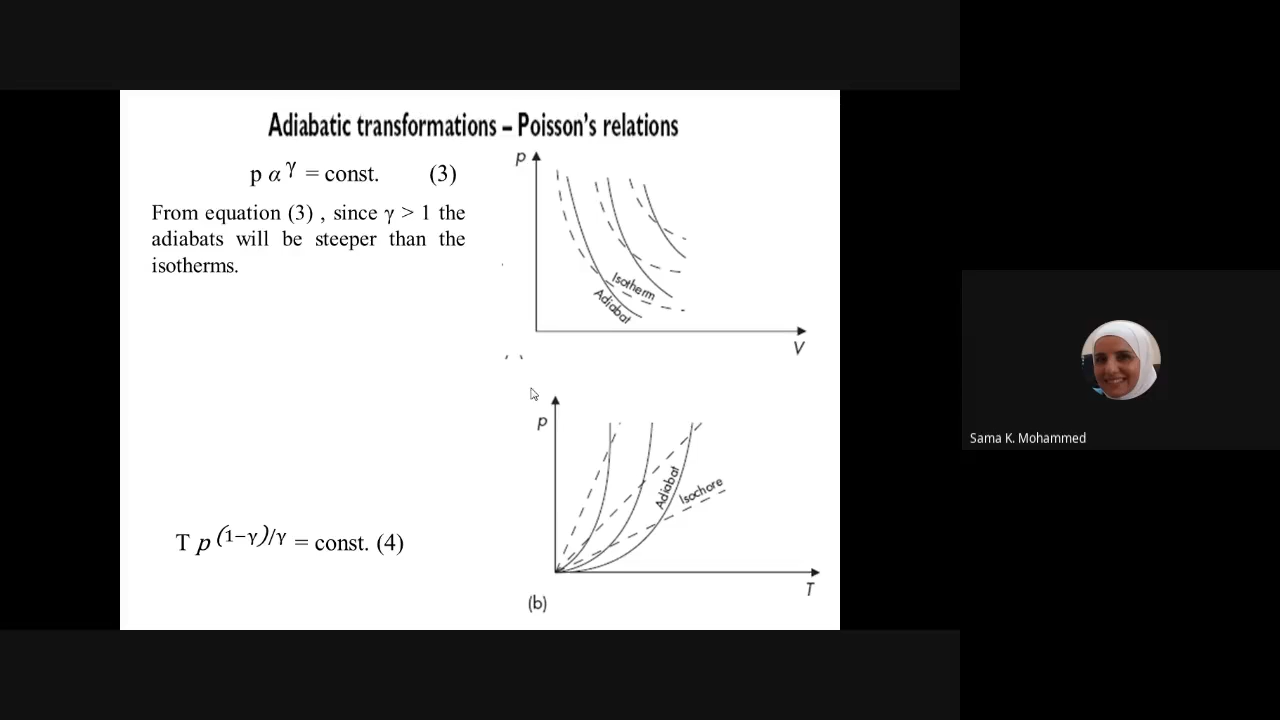 Adiabatic transformations – Poisson's relations
p α γ = const. (3)
From equation (3) , since γ > 1 the
adiabats will be steeper than the
isotherms.
T p (1−γ)/γ = const. (4)
p
Isotherm
Adiabat
V
p
Adiabat
Isochore
T
(b)
Sama K. Mohammed